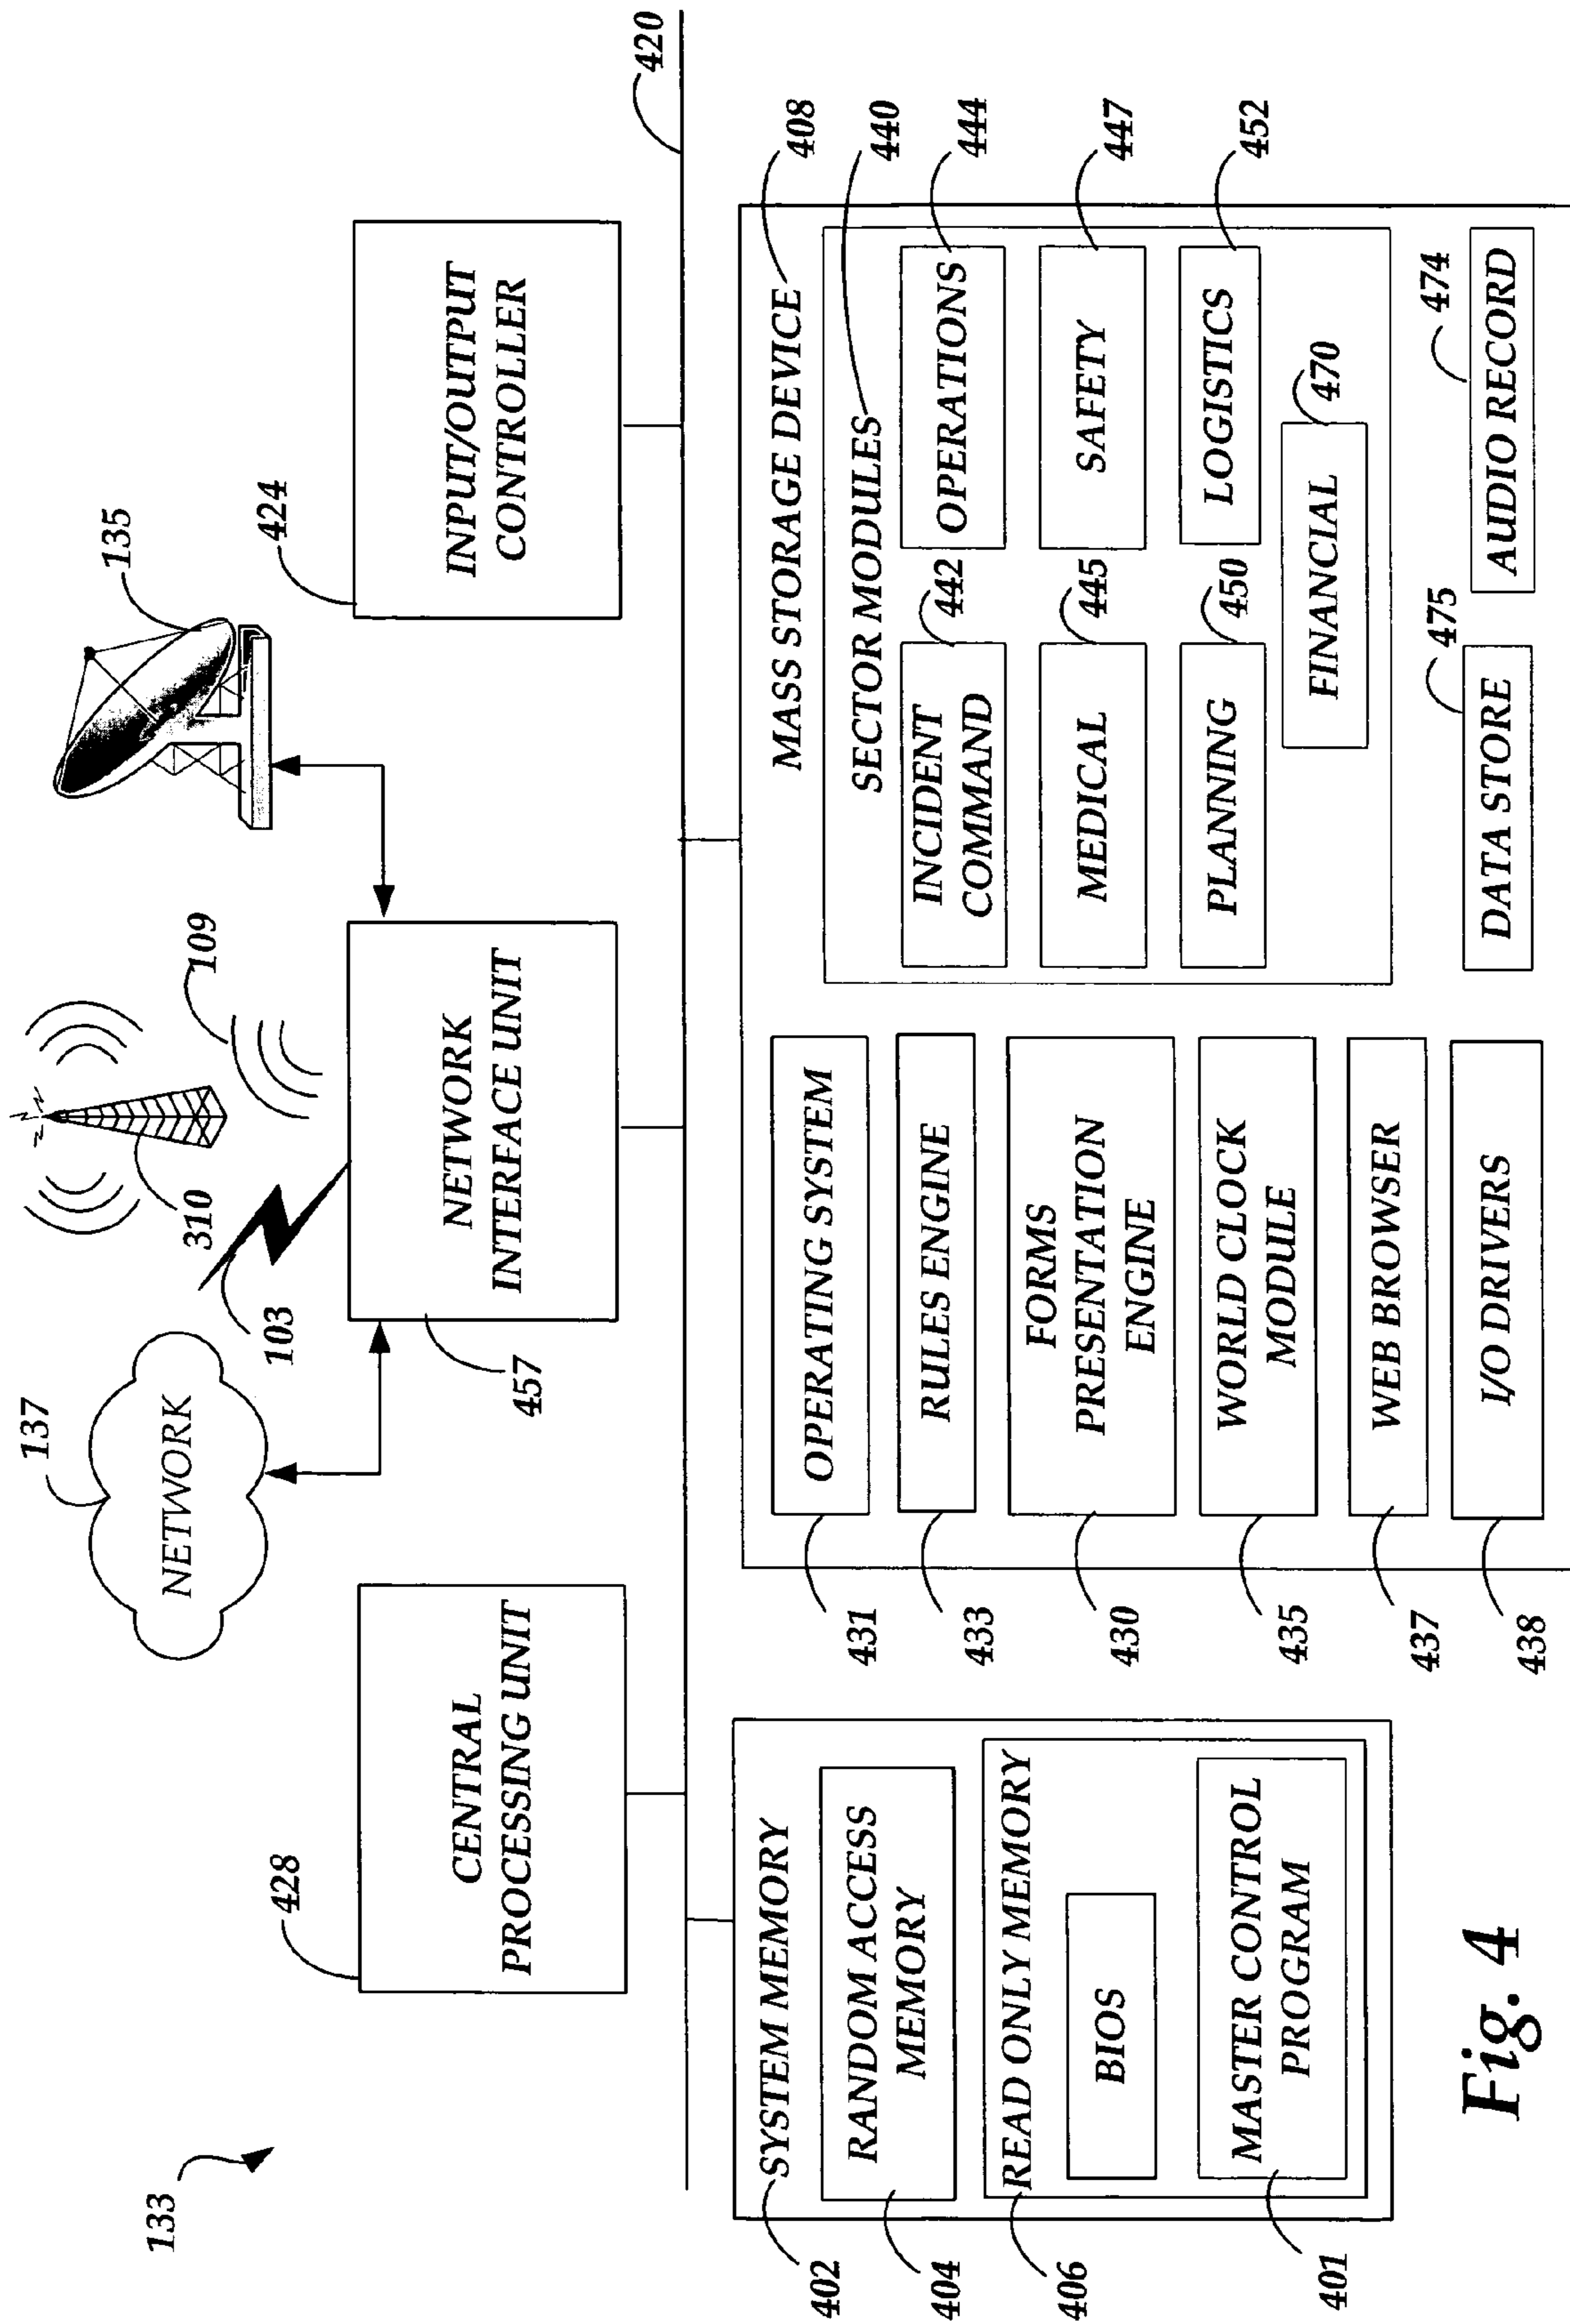 133
428
CENTRAL
PROCESSING UNIT
137
NETWORK
103
310
109
457
NETWORK
INTERFACE UNIT
135
424
INPUT/OUTPUT
CONTROLLER
420
402
SYSTEM MEMORY
404
RANDOM ACCESS
MEMORY
406
READ ONLY MEMORY
BIOS
401
MASTER CONTROL
PROGRAM
MASS STORAGE DEVICE
408
431
OPERATING SYSTEM
433
RULES ENGINE
430
FORMS
PRESENTATION
ENGINE
435
WORLD CLOCK
MODULE
437
WEB BROWSER
438
I/O DRIVERS
SECTOR MODULES
440
INCIDENT
COMMAND
442
OPERATIONS
444
MEDICAL
445
SAFETY
447
PLANNING
450
LOGISTICS
452
FINANCIAL
470
DATA STORE
475
AUDIO RECORD
474
Fig. 4